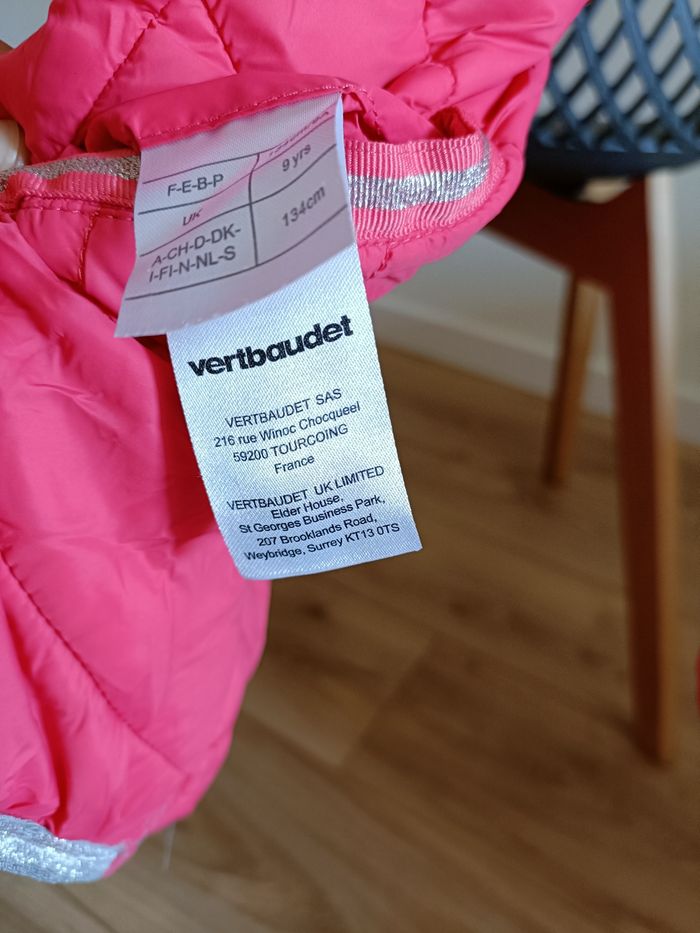 F-E-B-P
UK
9 yrs
A-CH-D-DK-
I-FI-N-NL-S
134cm
vertbaudet
VERTBAUDET SAS
216 rue Winoc Chocqueel
59200 TOURCOING
France
VERTBAUDET UK LIMITED
Elder House,
St Georges Business Park,
207 Brooklands Road,
Weybridge, Surrey KT13 0TS